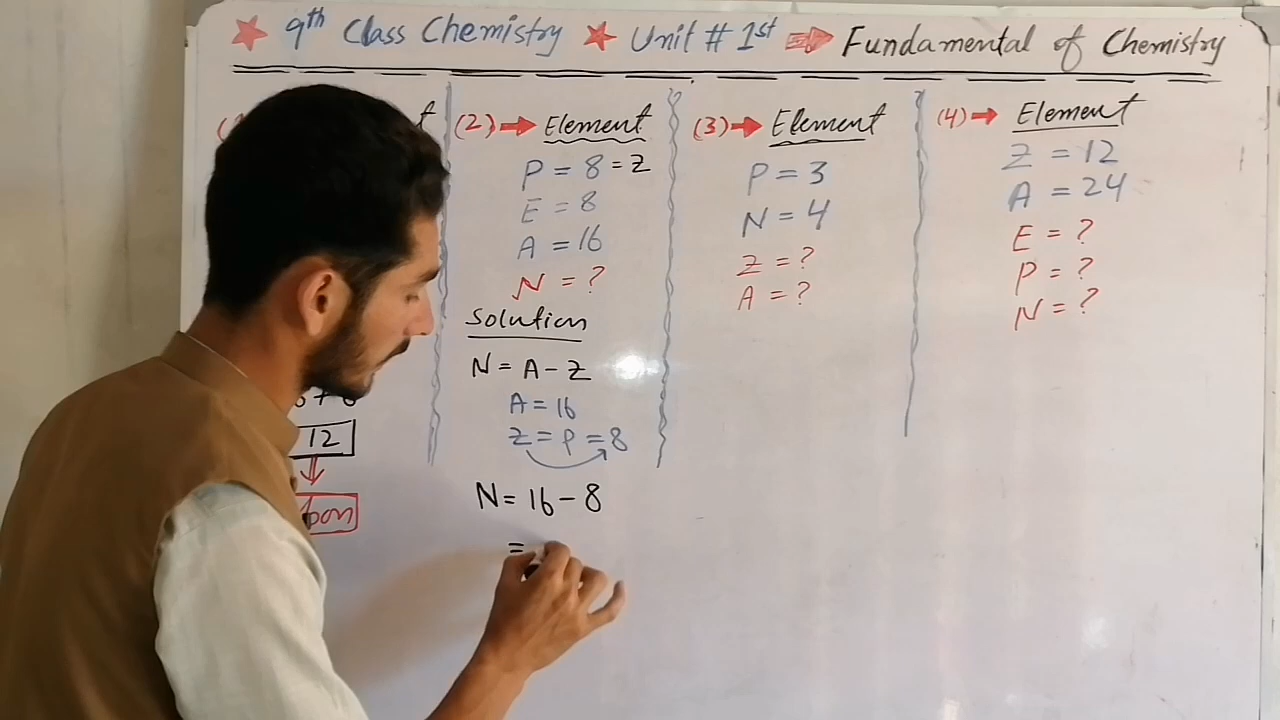 9th Class Chemistry Unit # 1st Fundamental of Chemistry
12
(2) Element
P = 8 = Z
E = 8
A = 16
N = ?
Solution
N = A - Z
A = 16
Z = P = 8
N = 16 - 8
=
(3) Element
P = 3
N = 4
Z = ?
A = ?
(4) Element
Z = 12
A = 24
E = ?
P = ?
N = ?